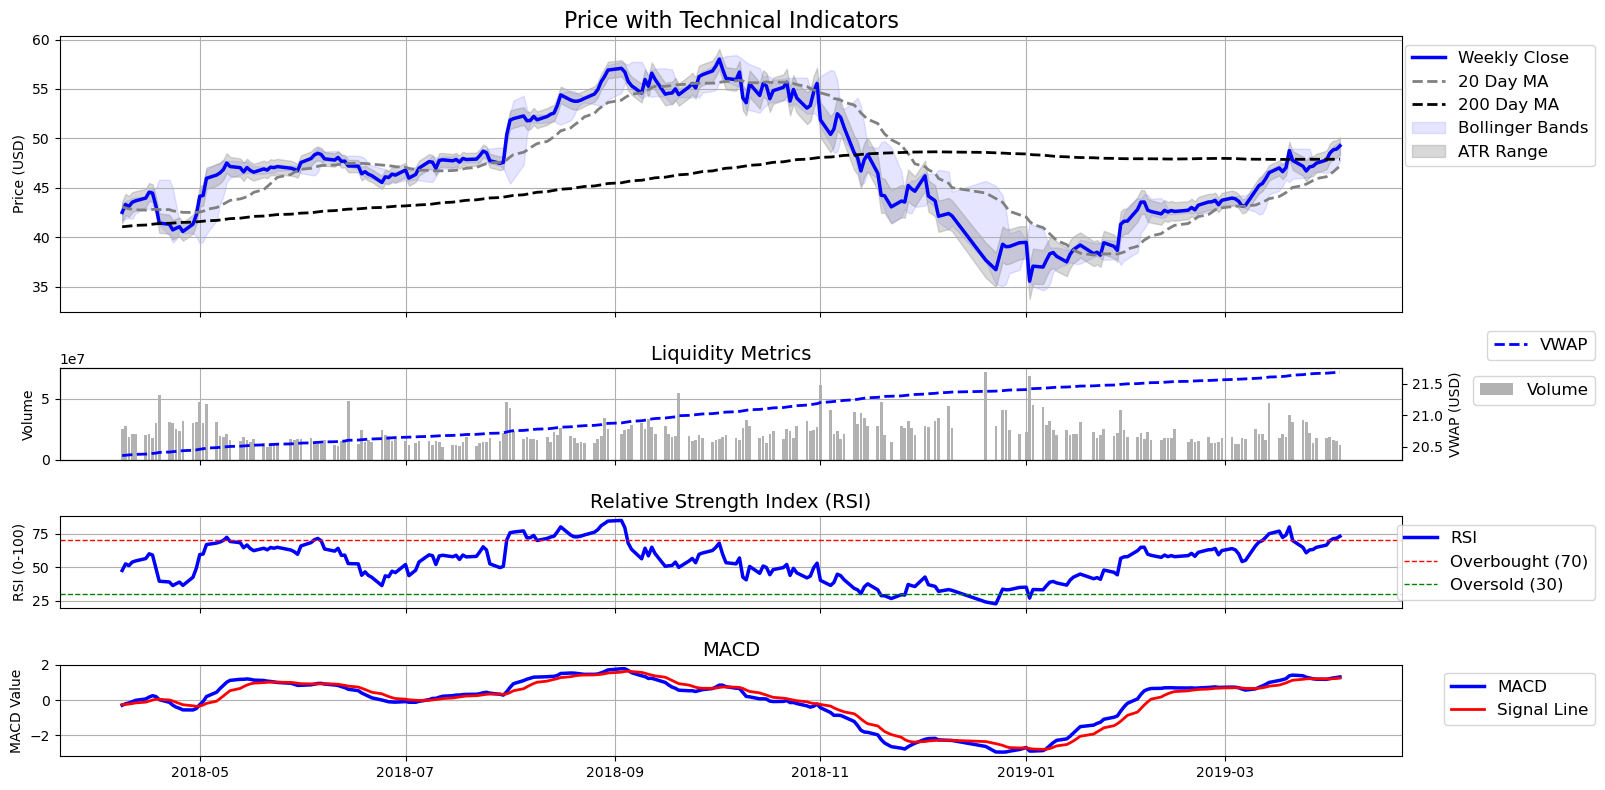 Price with Technical Indicators
60
55
50
45
40
35
Price (USD)
Weekly Close
20 Day MA
200 Day MA
Bollinger Bands
ATR Range
Liquidity Metrics
1e7
5
0
Volume
21.5
21.0
20.5
VWAP (USD)
VWAP
Volume
Relative Strength Index (RSI)
75
50
25
RSI (0-100)
RSI
Overbought (70)
Oversold (30)
MACD
2
0
−2
MACD Value
MACD
Signal Line
2018-05
2018-07
2018-09
2018-11
2019-01
2019-03